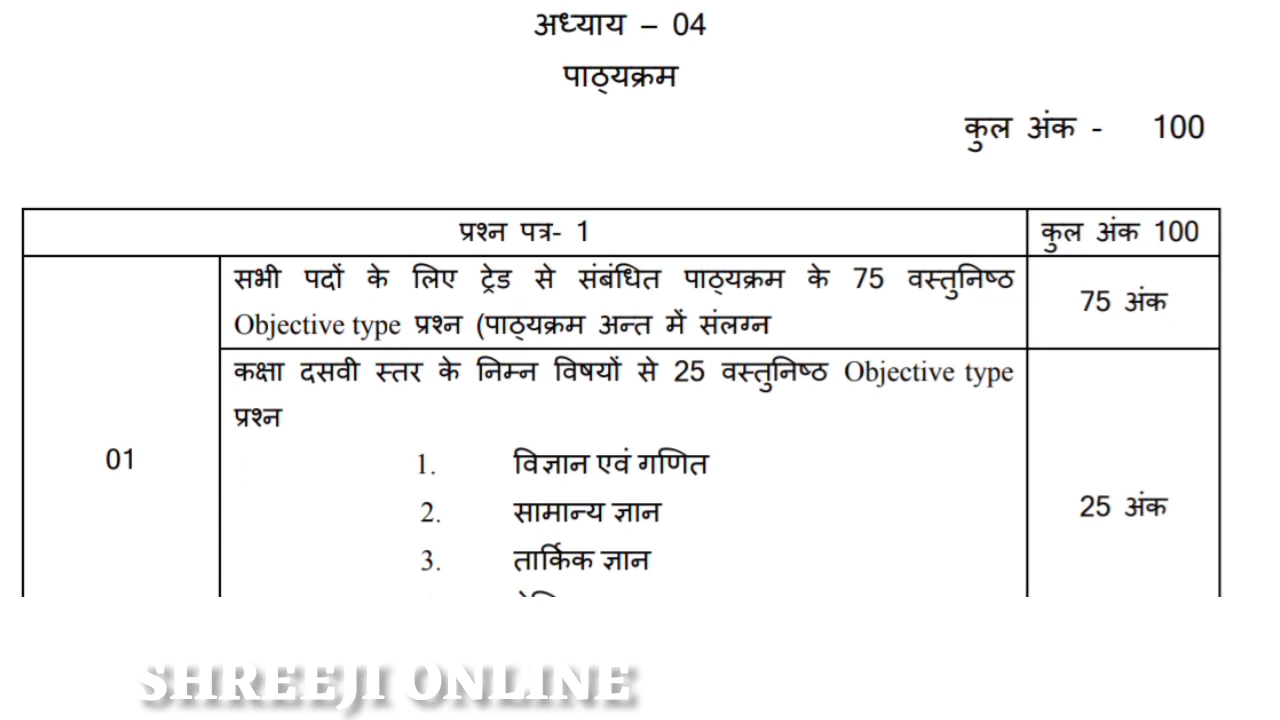 अध्याय – 04
पाठ्यक्रम
कुल अंक - 100
प्रश्न पत्र- 1
कुल अंक 100
01
सभी पदों के लिए ट्रेड से संबंधित पाठ्यक्रम के 75 वस्तुनिष्ठ
Objective type प्रश्न (पाठ्यक्रम अन्त में संलग्न
75 अंक
कक्षा दसवी स्तर के निम्न विषयों से 25 वस्तुनिष्ठ Objective type
प्रश्न
1. विज्ञान एवं गणित
2. सामान्य ज्ञान
3. तार्किक ज्ञान
25 अंक
SHREEJI ONLINE